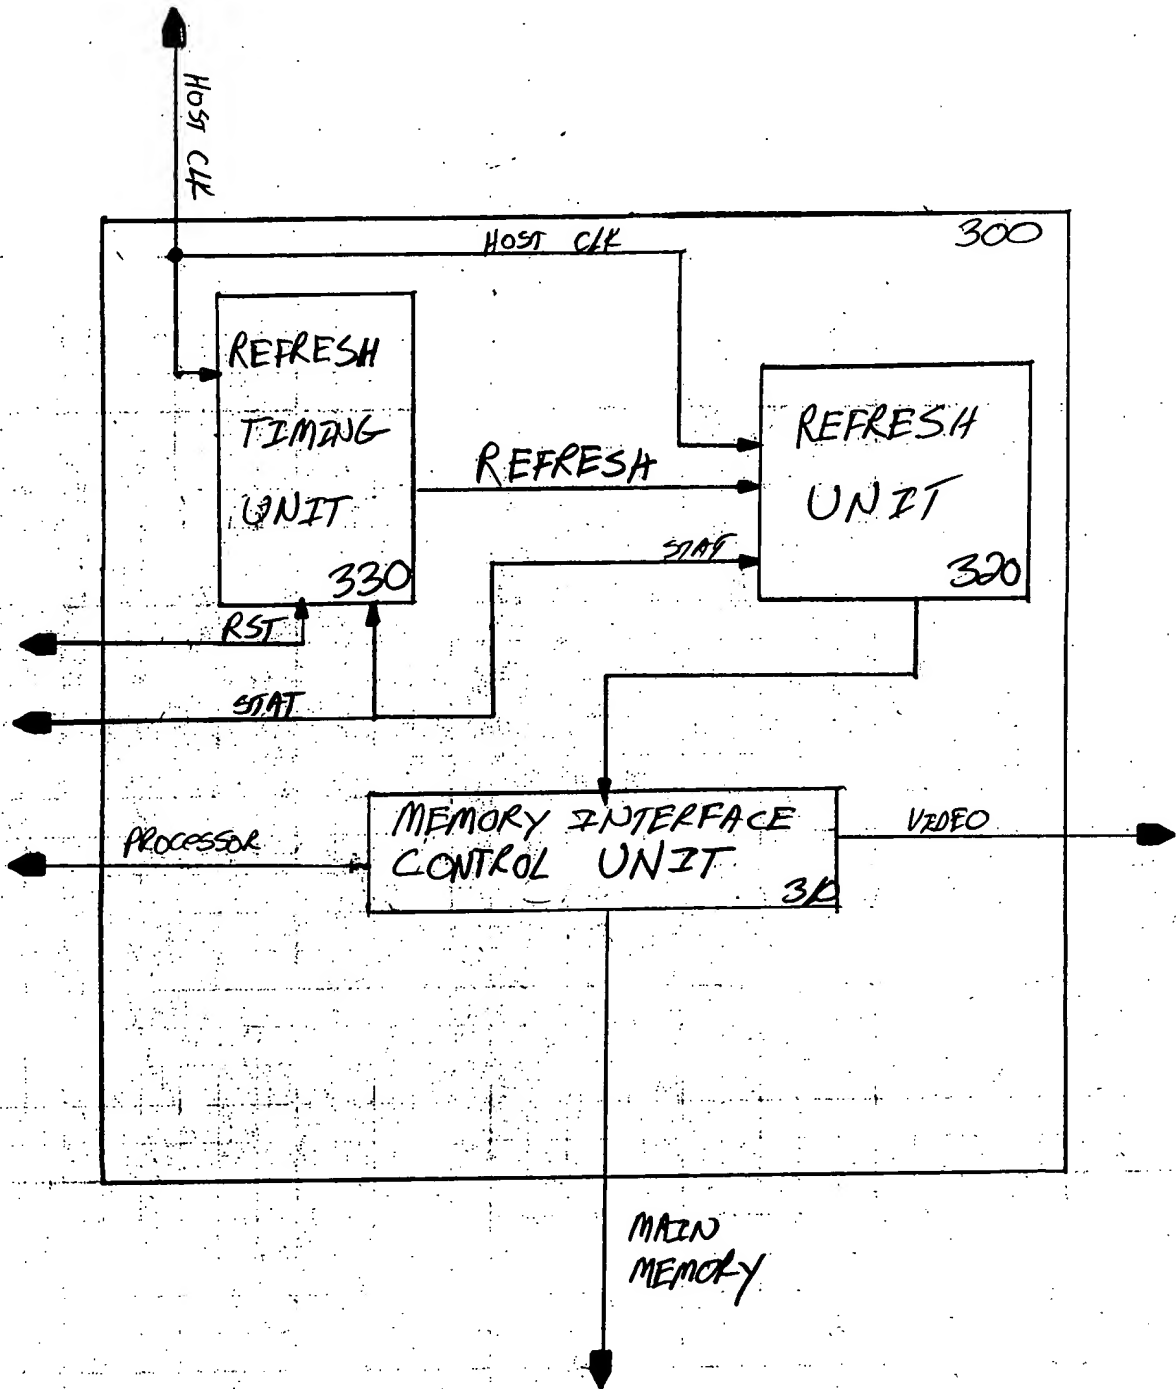 HOST CLK
300
HOST CLK
REFRESH
TIMING
UNIT
330
REFRESH
REFRESH
UNIT
320
STAT
RST
STAT
PROCESSOR
MEMORY INTERFACE
CONTROL UNIT
310
VIDEO
MAIN
MEMORY